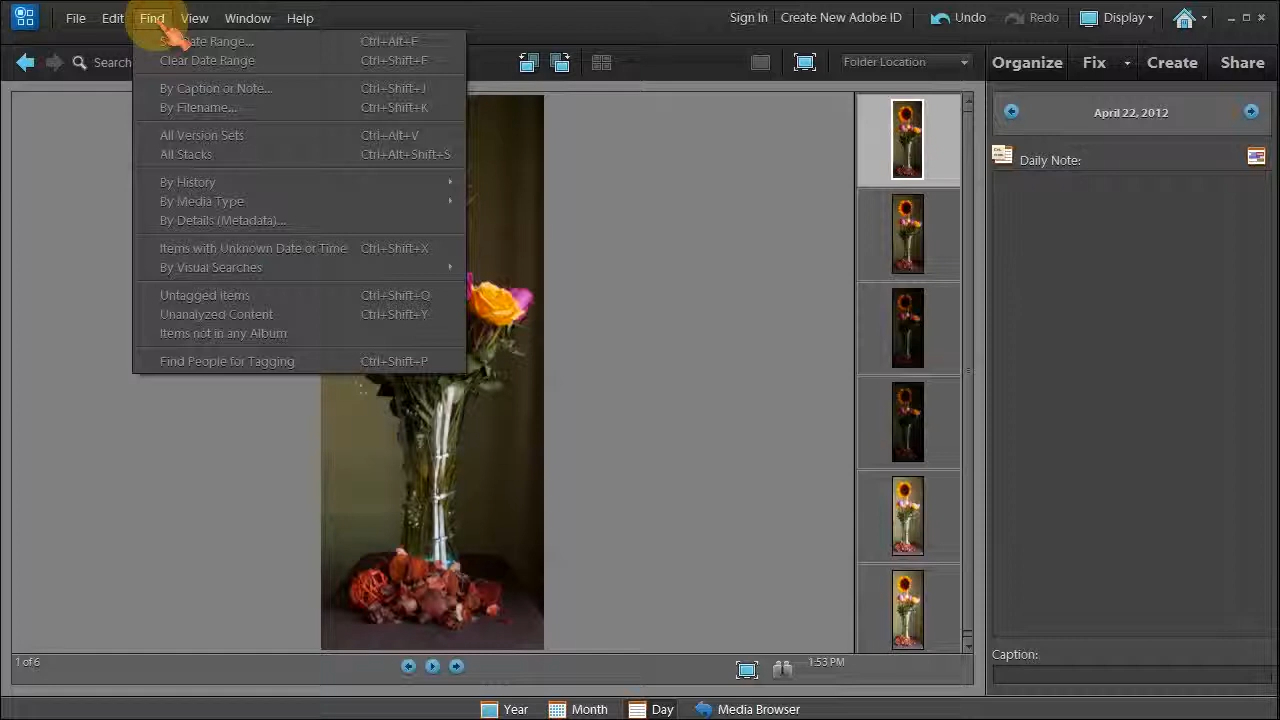 File Edit Find View Window Help
Sign In Create New Adobe ID Undo Redo Display
Date Range... Ctrl+Alt+F
Clear Date Range Ctrl+Shift+F
Search
Folder Location
Organize Fix Create Share
By Caption or Note... Ctrl+Shift+J
By Filename... Ctrl+Shift+K
All Version Sets Ctrl+Alt+V
All Stacks Ctrl+Alt+Shift+S
By History
By Media Type
By Details (Metadata)...
Items with Unknown Date or Time Ctrl+Shift+X
By Visual Searches
Untagged Items Ctrl+Shift+Q
Unanalyzed Content Ctrl+Shift+Y
Items not in any Album
Find People for Tagging Ctrl+Shift+P
April 22, 2012
Daily Note:
Caption:
1 of 6
1:53 PM
Year Month Day Media Browser